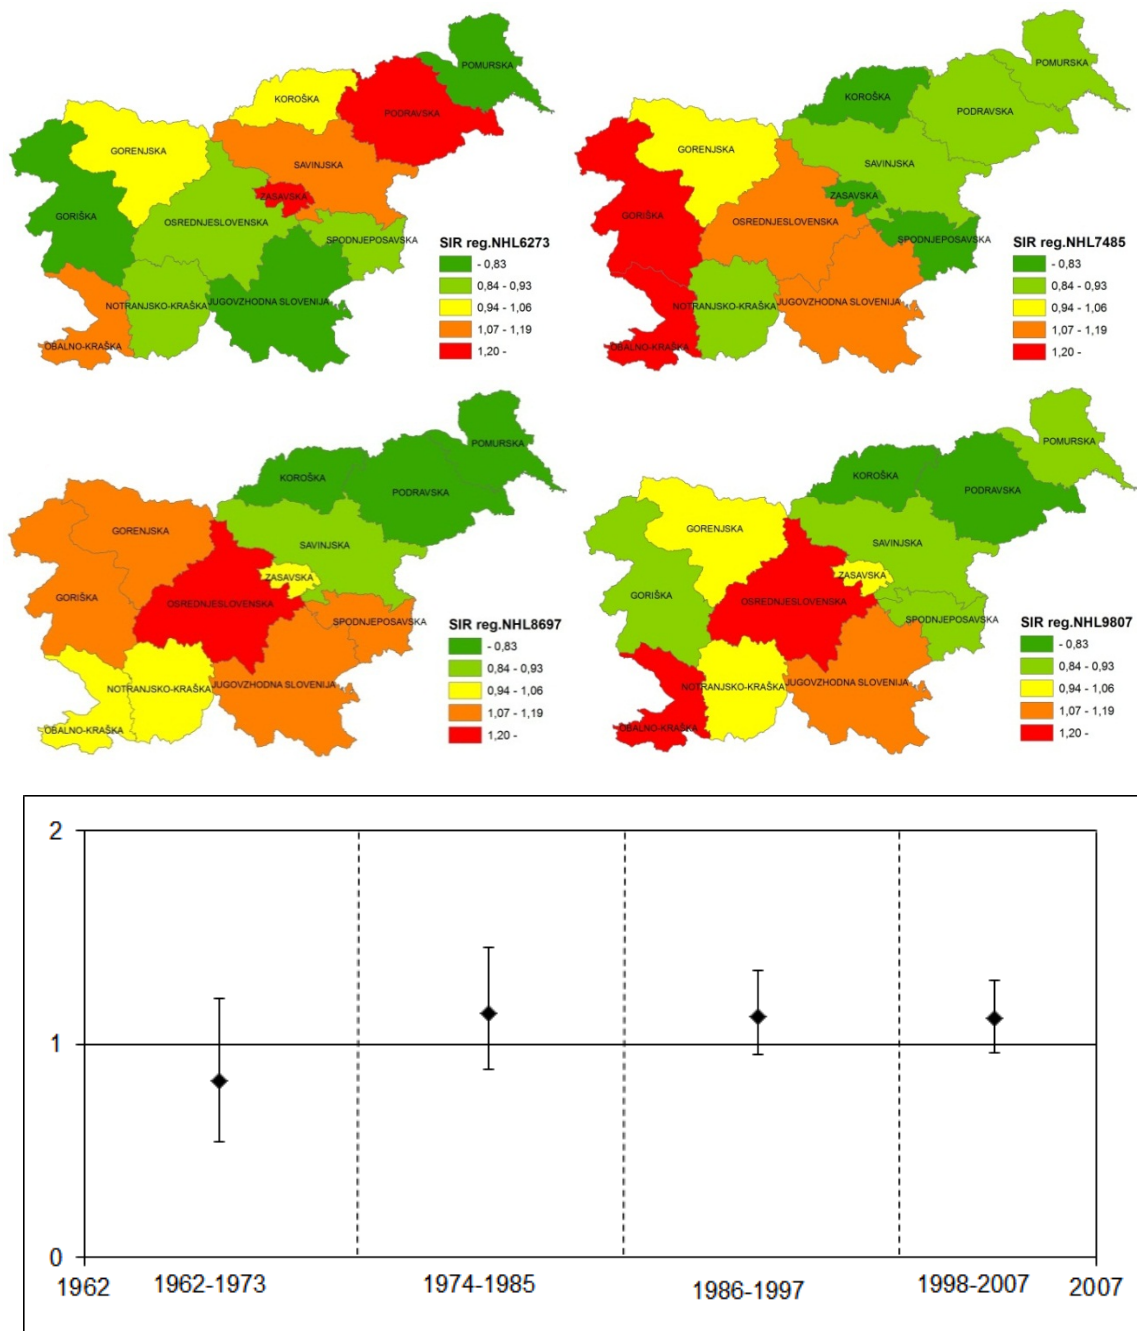 POMURSKA
KOROŠKA
PODRAVSKA
GORENJSKA
SAVINJSKA
ZASAVSKA
GORIŠKA
OSREDNJESLOVENSKA
SPODNJEPOSAVSKA
NOTRANJSKO-KRAŠKA
JUGOVZHODNA SLOVENIJA
OBALNO-KRAŠKA
SIR reg.NHL6273
- 0,83
0,84 - 0,93
0,94 - 1,06
1,07 - 1,19
1,20 -
POMURSKA
KOROŠKA
PODRAVSKA
GORENJSKA
SAVINJSKA
ZASAVSKA
GORIŠKA
OSREDNJESLOVENSKA
SPODNJEPOSAVSKA
NOTRANJSKO-KRAŠKA
JUGOVZHODNA SLOVENIJA
OBALNO-KRAŠKA
SIR reg.NHL7485
- 0,83
0,84 - 0,93
0,94 - 1,06
1,07 - 1,19
1,20 -
POMURSKA
KOROŠKA
PODRAVSKA
GORENJSKA
SAVINJSKA
ZASAVSKA
GORIŠKA
OSREDNJESLOVENSKA
SPODNJEPOSAVSKA
NOTRANJSKO-KRAŠKA
JUGOVZHODNA SLOVENIJA
OBALNO-KRAŠKA
SIR reg.NHL8697
- 0,83
0,84 - 0,93
0,94 - 1,06
1,07 - 1,19
1,20 -
POMURSKA
KOROŠKA
PODRAVSKA
GORENJSKA
SAVINJSKA
ZASAVSKA
GORIŠKA
OSREDNJESLOVENSKA
SPODNJEPOSAVSKA
NOTRANJSKO-KRAŠKA
JUGOVZHODNA SLOVENIJA
OBALNO-KRAŠKA
SIR reg.NHL9807
- 0,83
0,84 - 0,93
0,94 - 1,06
1,07 - 1,19
1,20 -
2
1
0
1962 1962-1973 1974-1985 1986-1997 1998-2007 2007